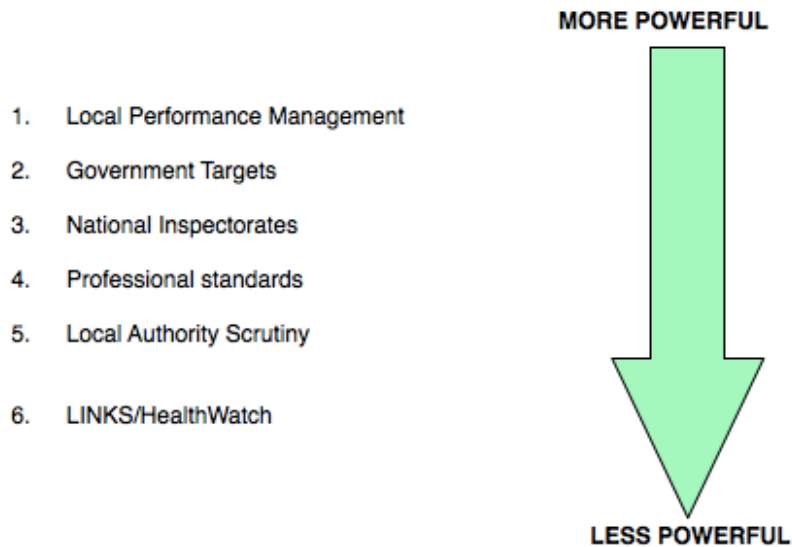 MORE POWERFUL
1. Local Performance Management
2. Government Targets
3. National Inspectorates
4. Professional standards
5. Local Authority Scrutiny
6. LINKS/HealthWatch
LESS POWERFUL